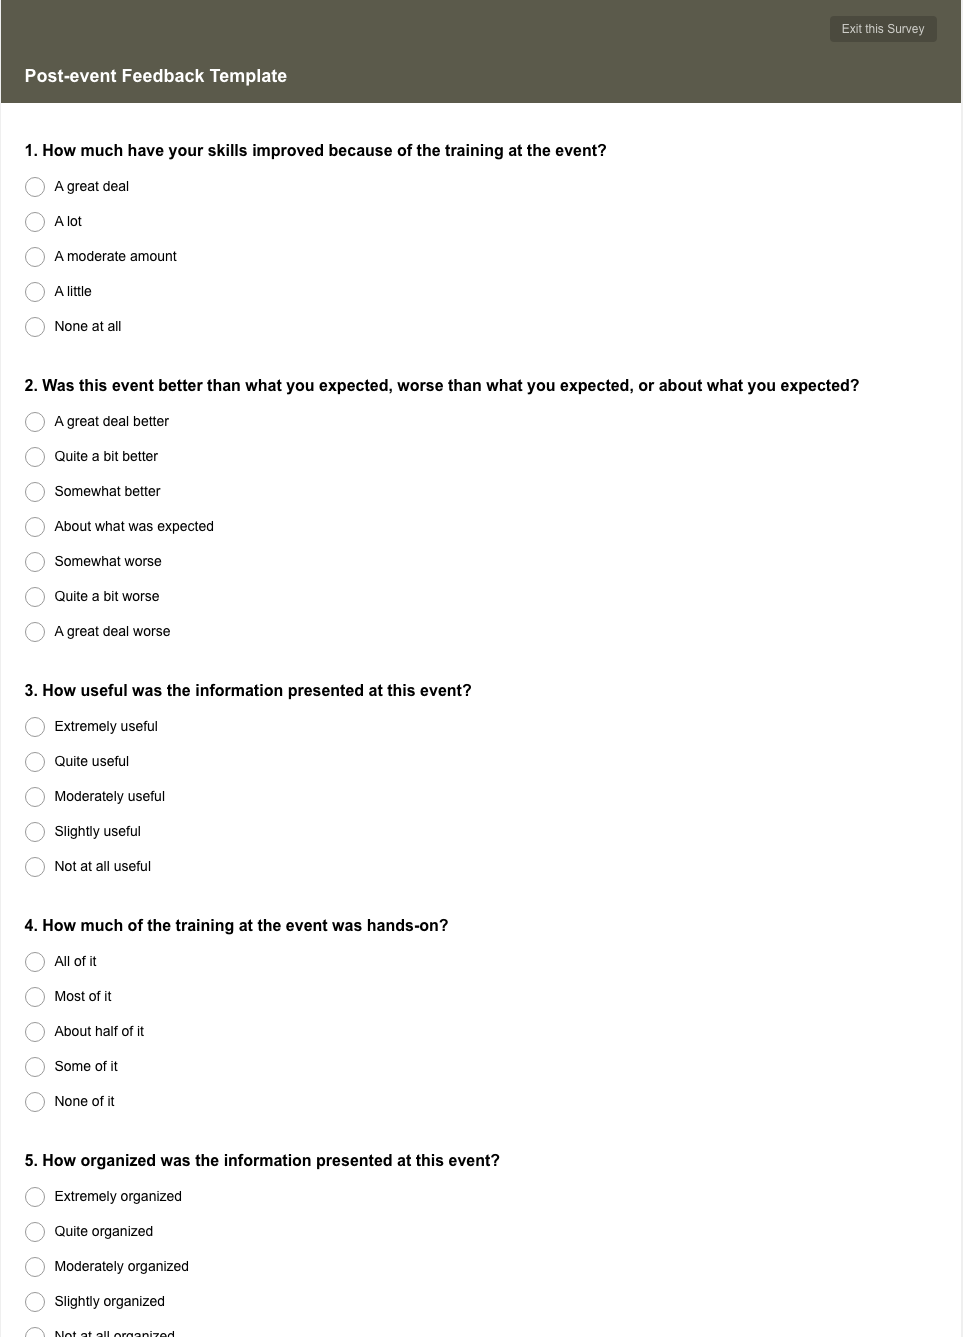 Exit this Survey
Post-event Feedback Template
1. How much have your skills improved because of the training at the event?
A great deal
A lot
A moderate amount
A little
None at all
2. Was this event better than what you expected, worse than what you expected, or about what you expected?
A great deal better
Quite a bit better
Somewhat better
About what was expected
Somewhat worse
Quite a bit worse
A great deal worse
3. How useful was the information presented at this event?
Extremely useful
Quite useful
Moderately useful
Slightly useful
Not at all useful
4. How much of the training at the event was hands-on?
All of it
Most of it
About half of it
Some of it
None of it
5. How organized was the information presented at this event?
Extremely organized
Quite organized
Moderately organized
Slightly organized
Not at all organized